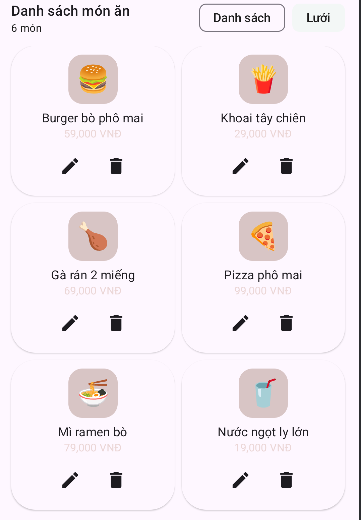 Danh sách món ăn
6 món
Danh sách
Lưới
Burger bò phô mai
59,000 VNĐ
Khoai tây chiên
29,000 VNĐ
Gà rán 2 miếng
69,000 VNĐ
Pizza phô mai
99,000 VNĐ
Mì ramen bò
79,000 VNĐ
Nước ngọt ly lớn
19,000 VNĐ